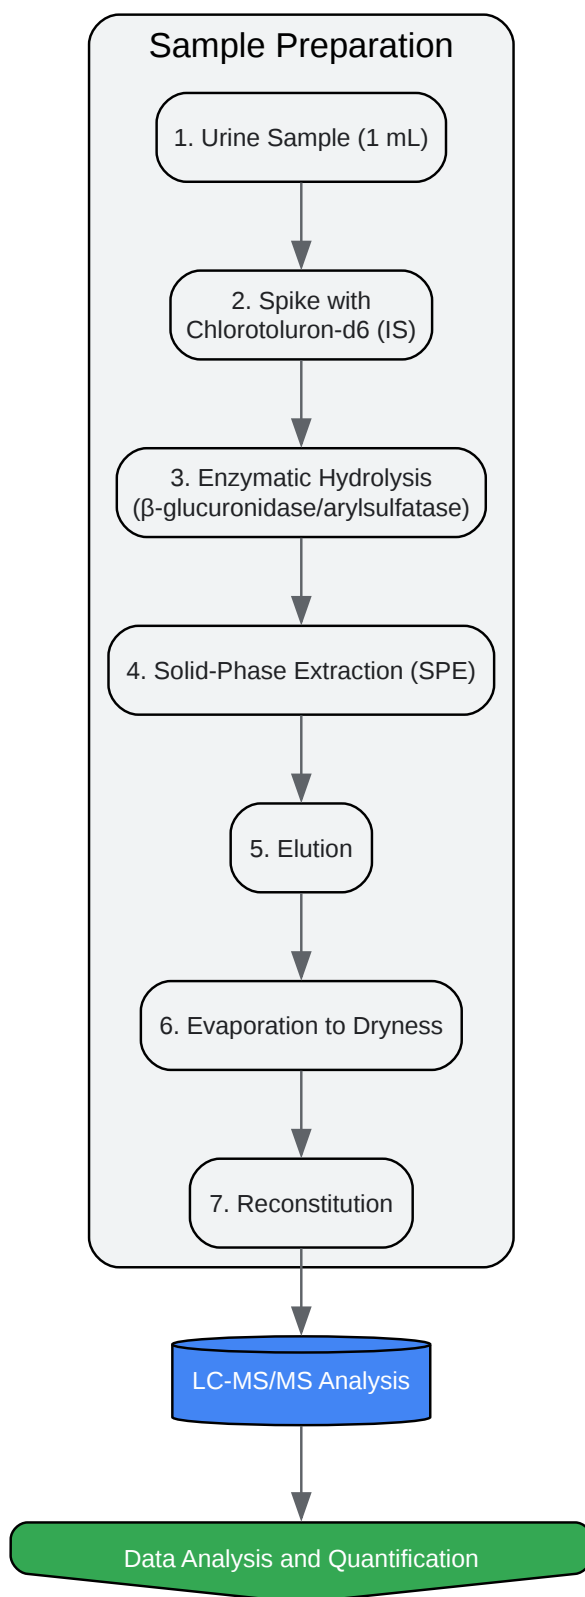 Sample Preparation
1. Urine Sample (1 mL)
2. Spike with
Chlorotoluron-d6 (IS)
3. Enzymatic Hydrolysis
(β-glucuronidase/arylsulfatase)
4. Solid-Phase Extraction (SPE)
5. Elution
6. Evaporation to Dryness
7. Reconstitution
LC-MS/MS Analysis
Data Analysis and Quantification